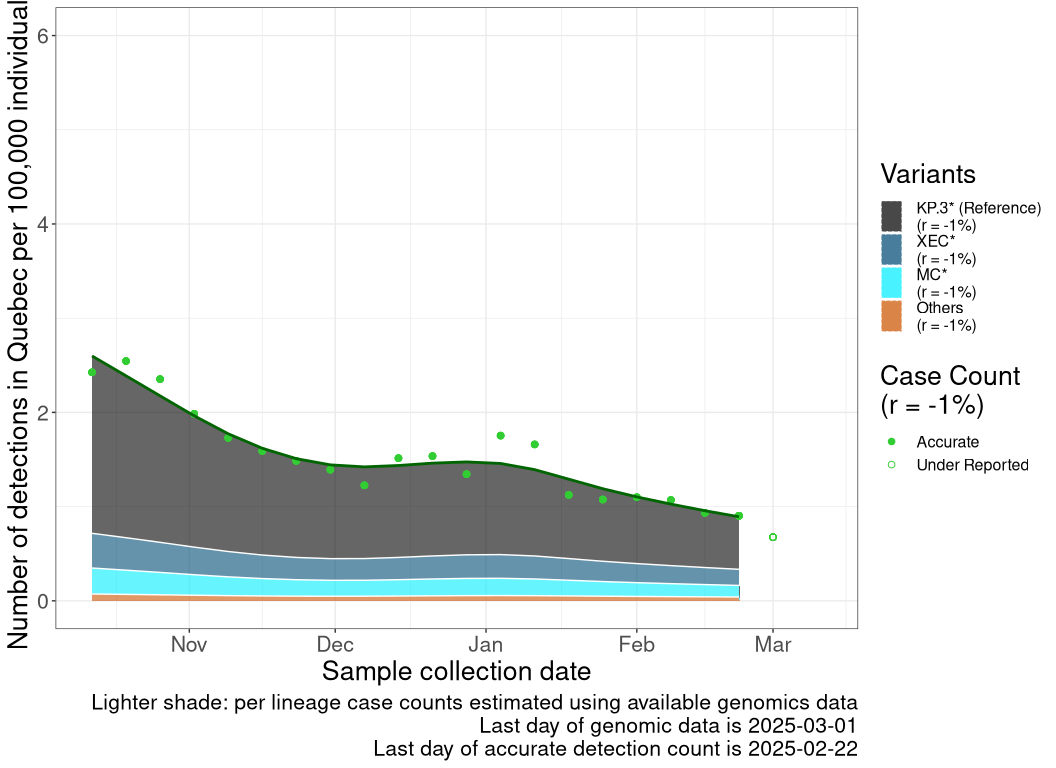 Number of detections in Quebec per 100,000 individual
6
4
2
0
Nov
Dec
Jan
Feb
Mar
Sample collection date
Variants
KP.3* (Reference)
(r = -1%)
XEC*
(r = -1%)
MC*
(r = -1%)
Others
(r = -1%)
Case Count
(r = -1%)
Accurate
Under Reported
Lighter shade: per lineage case counts estimated using available genomics data
Last day of genomic data is 2025-03-01
Last day of accurate detection count is 2025-02-22